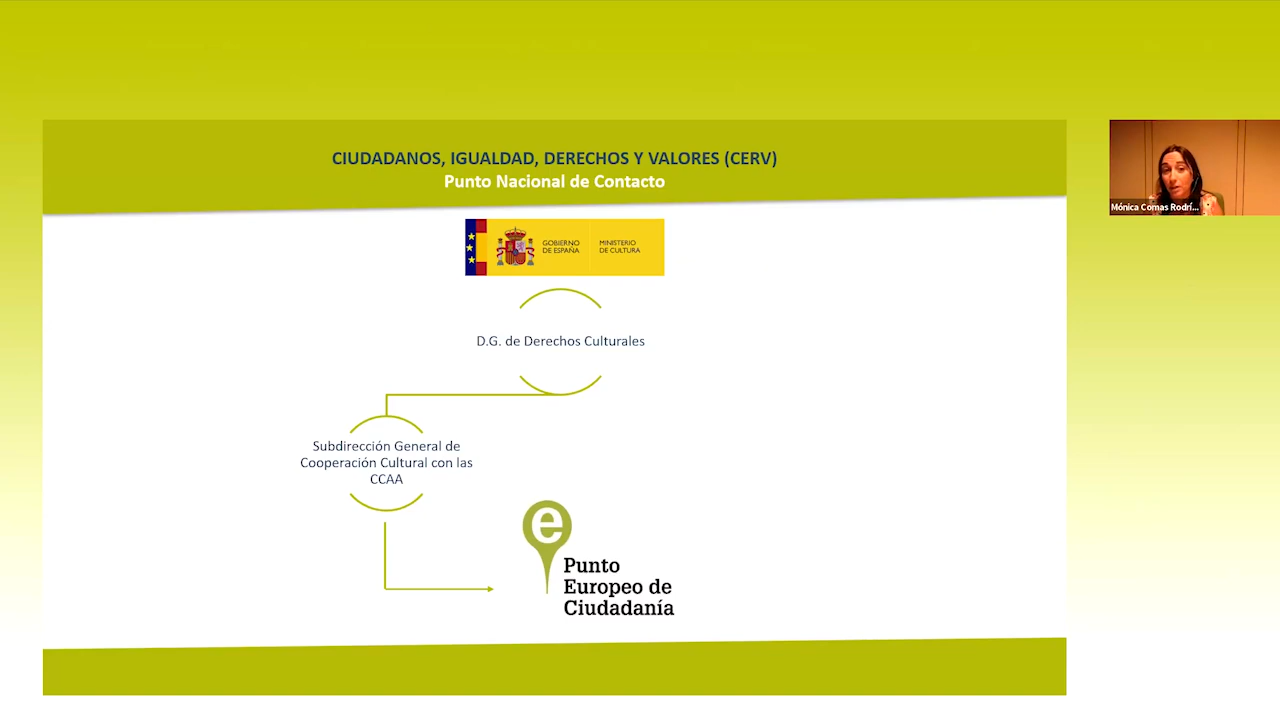 CIUDADANOS, IGUALDAD, DERECHOS Y VALORES (CERV)
Punto Nacional de Contacto
GOBIERNO
DE ESPAÑA
MINISTERIO
DE CULTURA
D.G. de Derechos Culturales
Subdirección General de
Cooperación Cultural con las
CCAA
e
Punto
Europeo de
Ciudadanía
Mónica Comas Rodrí...